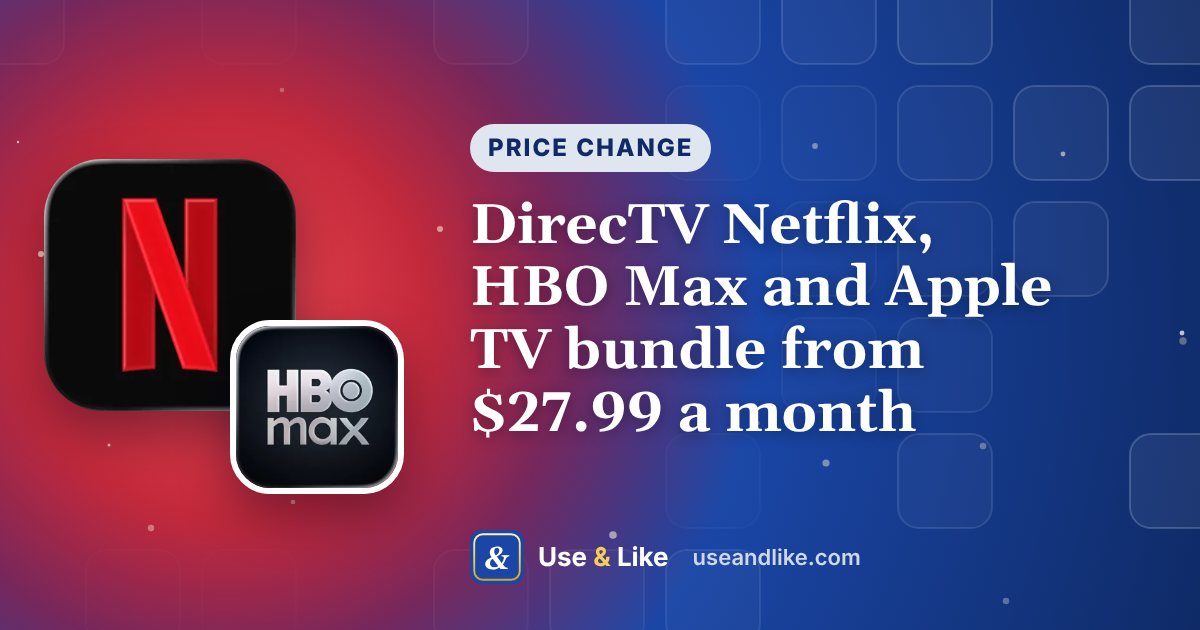 N
HBO
max
PRICE CHANGE
DirecTV Netflix,
HBO Max and Apple
TV bundle from
$27.99 a month
& Use & Like useandlike.com